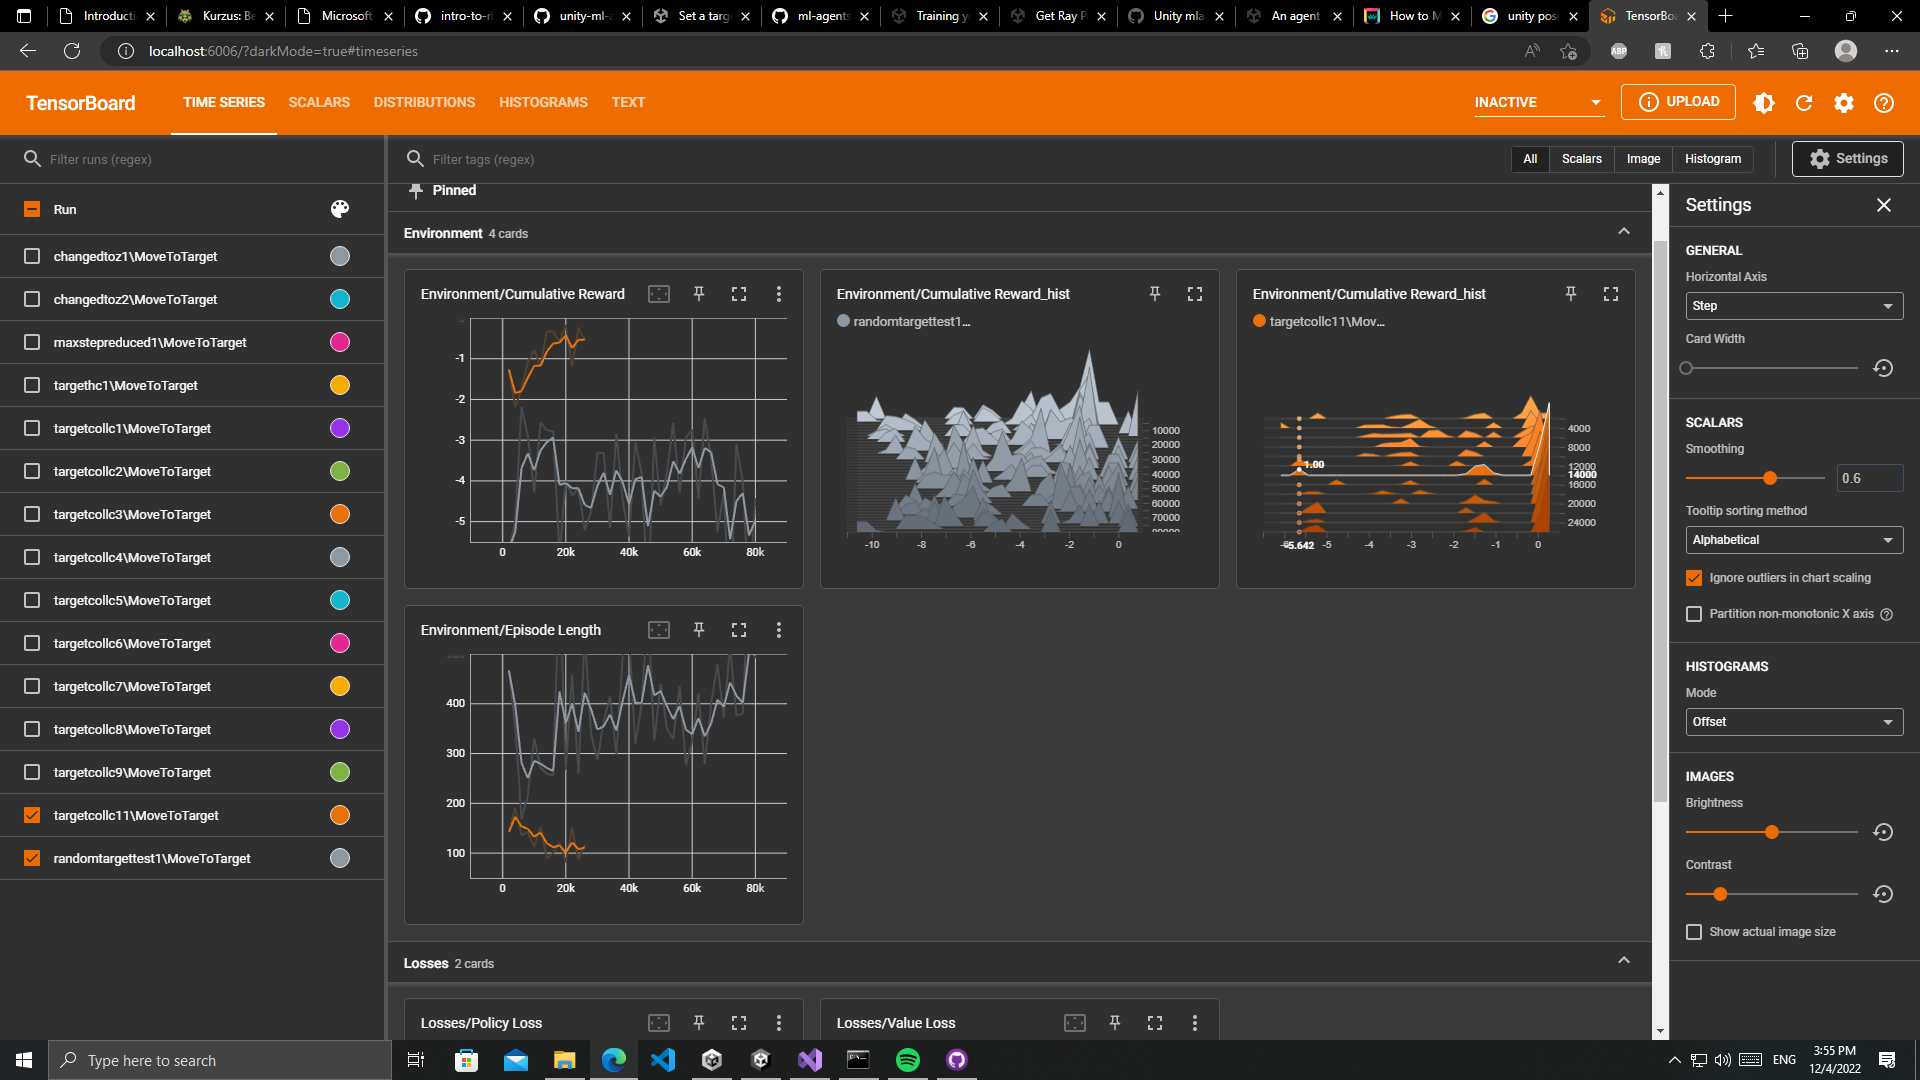 Introducti
Kurzus: Be
Microsoft
intro-to-rl
unity-ml-a
Set a targe
ml-agents
Training y
Get Ray P
Unity mla
An agent
How to M
unity posi
TensorBoa
localhost:6006/?darkMode=true#timeseries
ABP
TensorBoard
TIME SERIES
SCALARS
DISTRIBUTIONS
HISTOGRAMS
TEXT
INACTIVE
UPLOAD
Filter runs (regex)
Filter tags (regex)
All
Scalars
Image
Histogram
Settings
Run
changedtoz1\MoveToTarget
changedtoz2\MoveToTarget
maxstepreduced1\MoveToTarget
targethc1\MoveToTarget
targetcollc1\MoveToTarget
targetcollc2\MoveToTarget
targetcollc3\MoveToTarget
targetcollc4\MoveToTarget
targetcollc5\MoveToTarget
targetcollc6\MoveToTarget
targetcollc7\MoveToTarget
targetcollc8\MoveToTarget
targetcollc9\MoveToTarget
targetcollc11\MoveToTarget
randomtargettest1\MoveToTarget
Pinned
Environment 4 cards
Environment/Cumulative Reward
-1
-2
-3
-4
-5
0 20k 40k 60k 80k
Environment/Cumulative Reward_hist
randomtargettest1...
10000
20000
30000
40000
50000
60000
70000
-10 -8 -6 -4 -2 0
Environment/Cumulative Reward_hist
targetcollc11\Mov...
1.00
4000
8000
12000
14000
16000
20000
24000
-5.642 -5 -4 -3 -2 -1 0
Environment/Episode Length
400
300
200
100
0 20k 40k 60k 80k
Losses 2 cards
Losses/Policy Loss
Losses/Value Loss
Settings
GENERAL
Horizontal Axis
Step
Card Width
SCALARS
Smoothing
0.6
Tooltip sorting method
Alphabetical
Ignore outliers in chart scaling
Partition non-monotonic X axis
HISTOGRAMS
Mode
Offset
IMAGES
Brightness
Contrast
Show actual image size
Type here to search
ENG
3:55 PM
12/4/2022